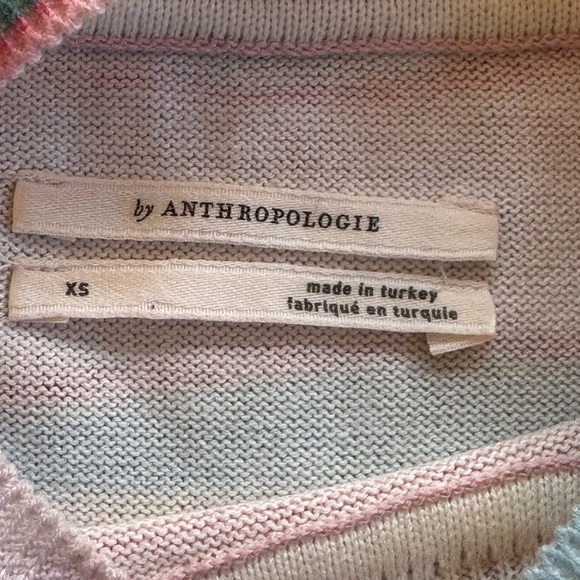 by ANTHROPOLOGIE
XS
made in turkey
fabriqué en turquie